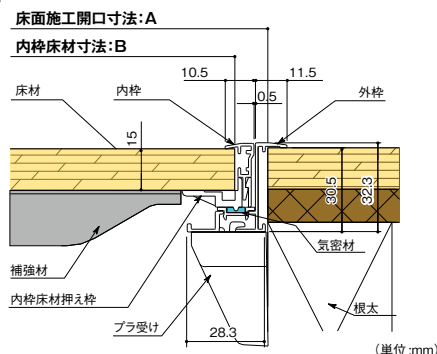 床面施工開口寸法:A
内枠床材寸法:B
10.5
11.5
0.5
床材
内枠
外枠
15
30.5
32.3
気密材
補強材
内枠床材押え枠
プラ受け
根太
28.3
(単位:mm)